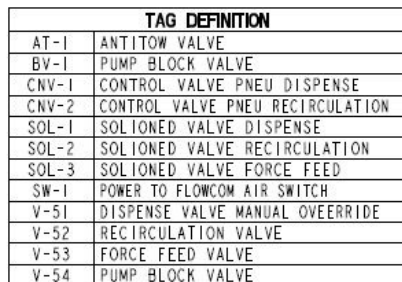 TAG DEFINITION
AT-1 ANTITOW VALVE
BV-1 PUMP BLOCK VALVE
CNV-1 CONTROL VALVE PNEU DISPENSE
CNV-2 CONTROL VALVE PNEU RECIRCULATION
SOL-1 SOLIONED VALVE DISPENSE
SOL-2 SOLIONED VALVE RECIRCULATION
SOL-3 SOLIONED VALVE FORCE FEED
SW-1 POWER TO FLOWCOM AIR SWITCH
V-51 DISPENSE VALVE MANUAL OVEERRIDE
V-52 RECIRCULATION VALVE
V-53 FORCE FEED VALVE
V-54 PUMP BLOCK VALVE